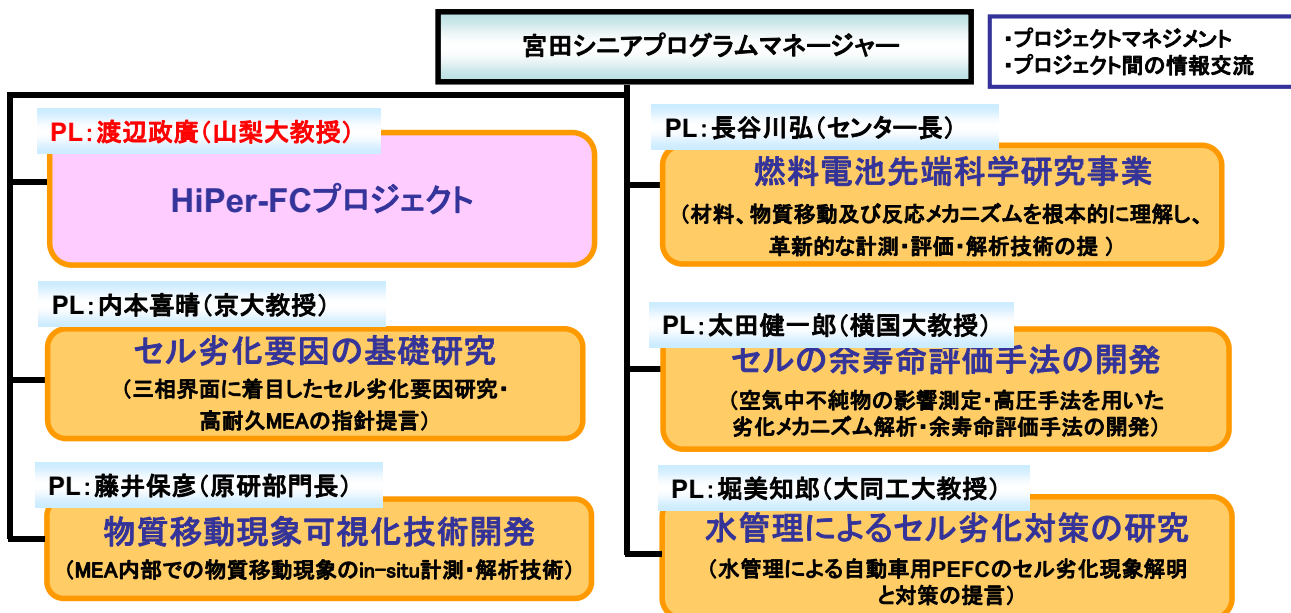 宮田シニアプログラムマネージャー
・プロジェクトマネジメント
・プロジェクト間の情報交流
PL:渡辺政廣(山梨大教授)
HiPer-FCプロジェクト
PL:長谷川弘(センター長)
燃料電池先端科学研究事業
(材料、物質移動及び反応メカニズムを根本的に理解し、
革新的な計測・評価・解析技術の提 )
PL:内本喜晴(京大教授)
セル劣化要因の基礎研究
(三相界面に着目したセル劣化要因研究・
高耐久MEAの指針提言)
PL:太田健一郎(横国大教授)
セルの余寿命評価手法の開発
(空気中不純物の影響測定・高圧手法を用いた
劣化メカニズム解析・余寿命評価手法の開発)
PL:藤井保彦(原研部門長)
物質移動現象可視化技術開発
(MEA内部での物質移動現象のin-situ計測・解析技術)
PL:堀美知郎(大同工大教授)
水管理によるセル劣化対策の研究
(水管理による自動車用PEFCのセル劣化現象解明
と対策の提言)